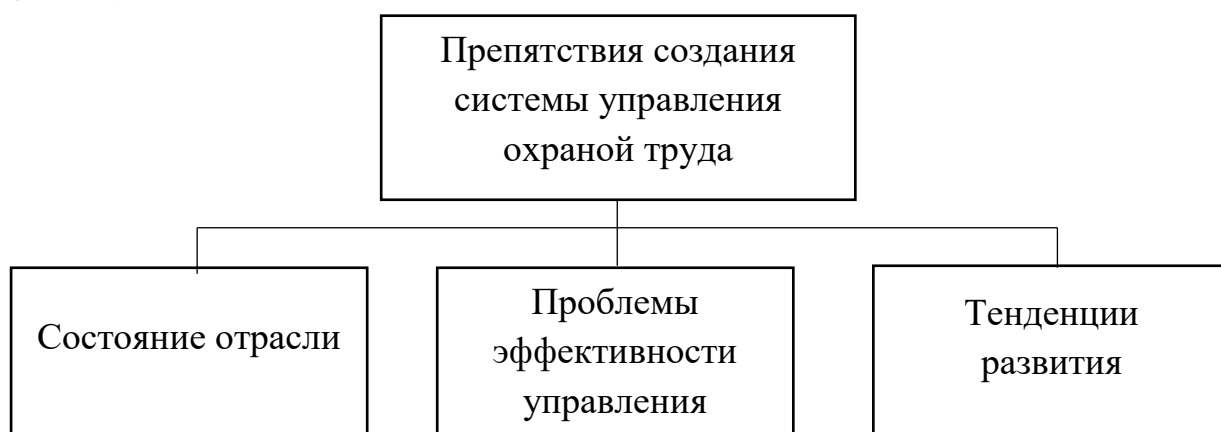 Препятствия создания
системы управления
охраной труда
Состояние отрасли
Проблемы
эффективности
управления
Тенденции
развития